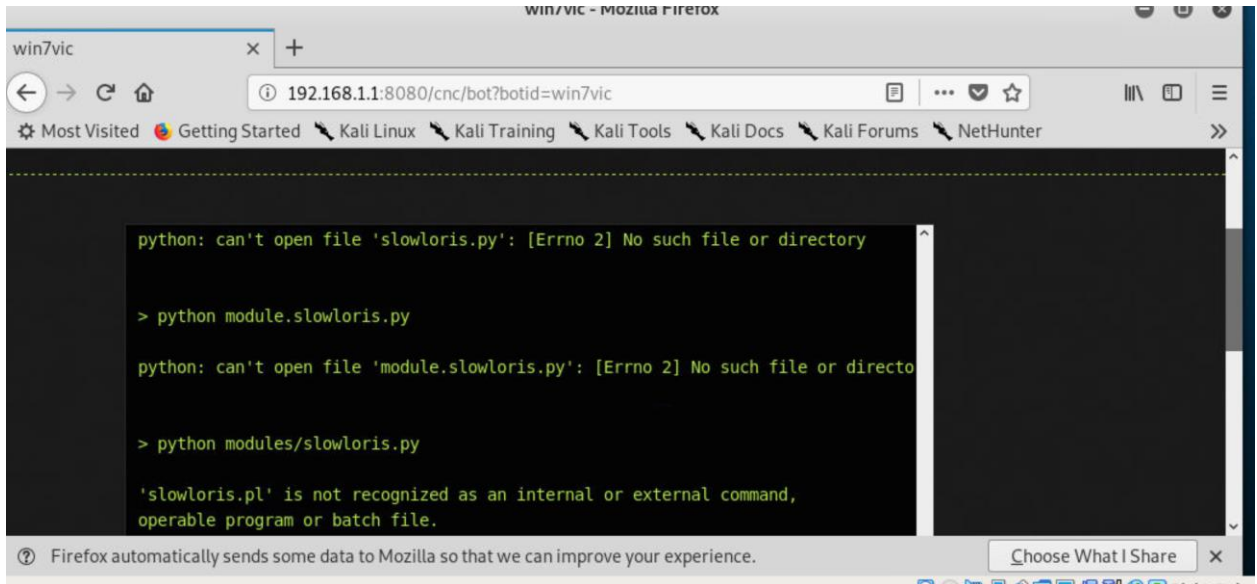 win7vic - Mozilla Firefox
win7vic
192.168.1.1:8080/cnc/bot?botid=win7vic
Most Visited Getting Started Kali Linux Kali Training Kali Tools Kali Docs Kali Forums NetHunter
python: can't open file 'slowloris.py': [Errno 2] No such file or directory
> python module.slowloris.py
python: can't open file 'module.slowloris.py': [Errno 2] No such file or directo
> python modules/slowloris.py
'slowloris.pl' is not recognized as an internal or external command,
operable program or batch file.
Firefox automatically sends some data to Mozilla so that we can improve your experience. Choose What I Share